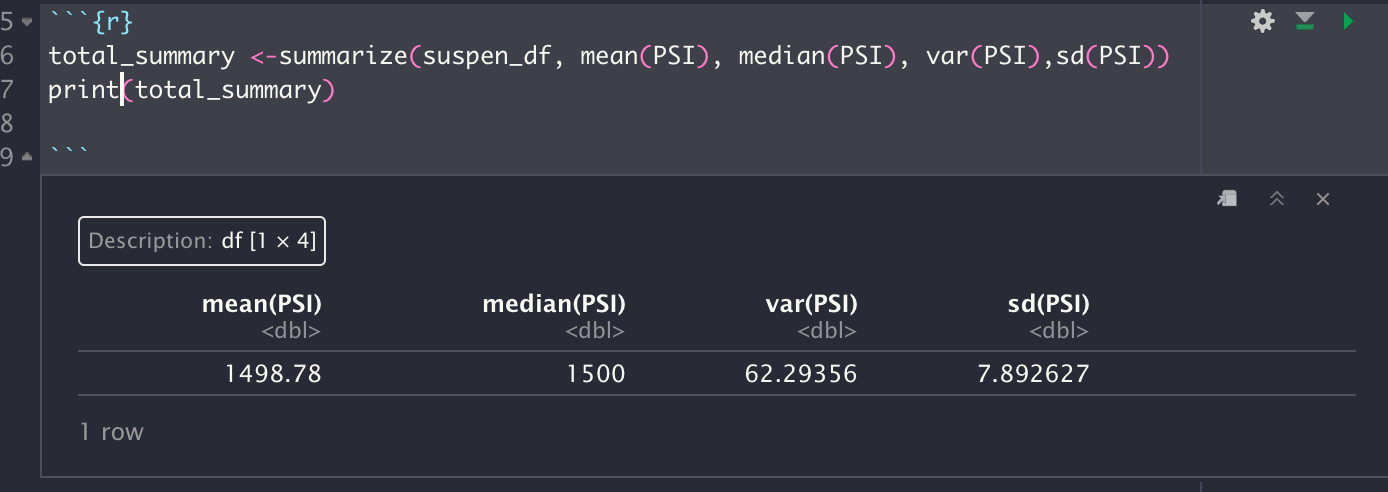 5 ```{r}
6 total_summary <-summarize(suspen_df, mean(PSI), median(PSI), var(PSI),sd(PSI))
7 print(total_summary)
8
9 ```
Description: df [1 × 4]
mean(PSI) median(PSI) var(PSI) sd(PSI)
<dbl> <dbl> <dbl> <dbl>
1498.78 1500 62.29356 7.892627
1 row